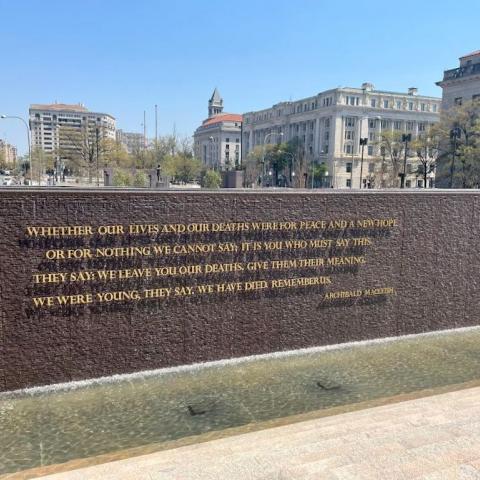 WHETHER OUR LIVES AND OUR DEATHS WERE FOR PEACE AND A NEW HOPE
OR FOR NOTHING WE CANNOT SAY; IT IS YOU WHO MUST SAY THIS.
THEY SAY: WE LEAVE YOU OUR DEATHS. GIVE THEM THEIR MEANING.
WE WERE YOUNG, THEY SAY. WE HAVE DIED. REMEMBER US.
ARCHIBALD MACLEISH